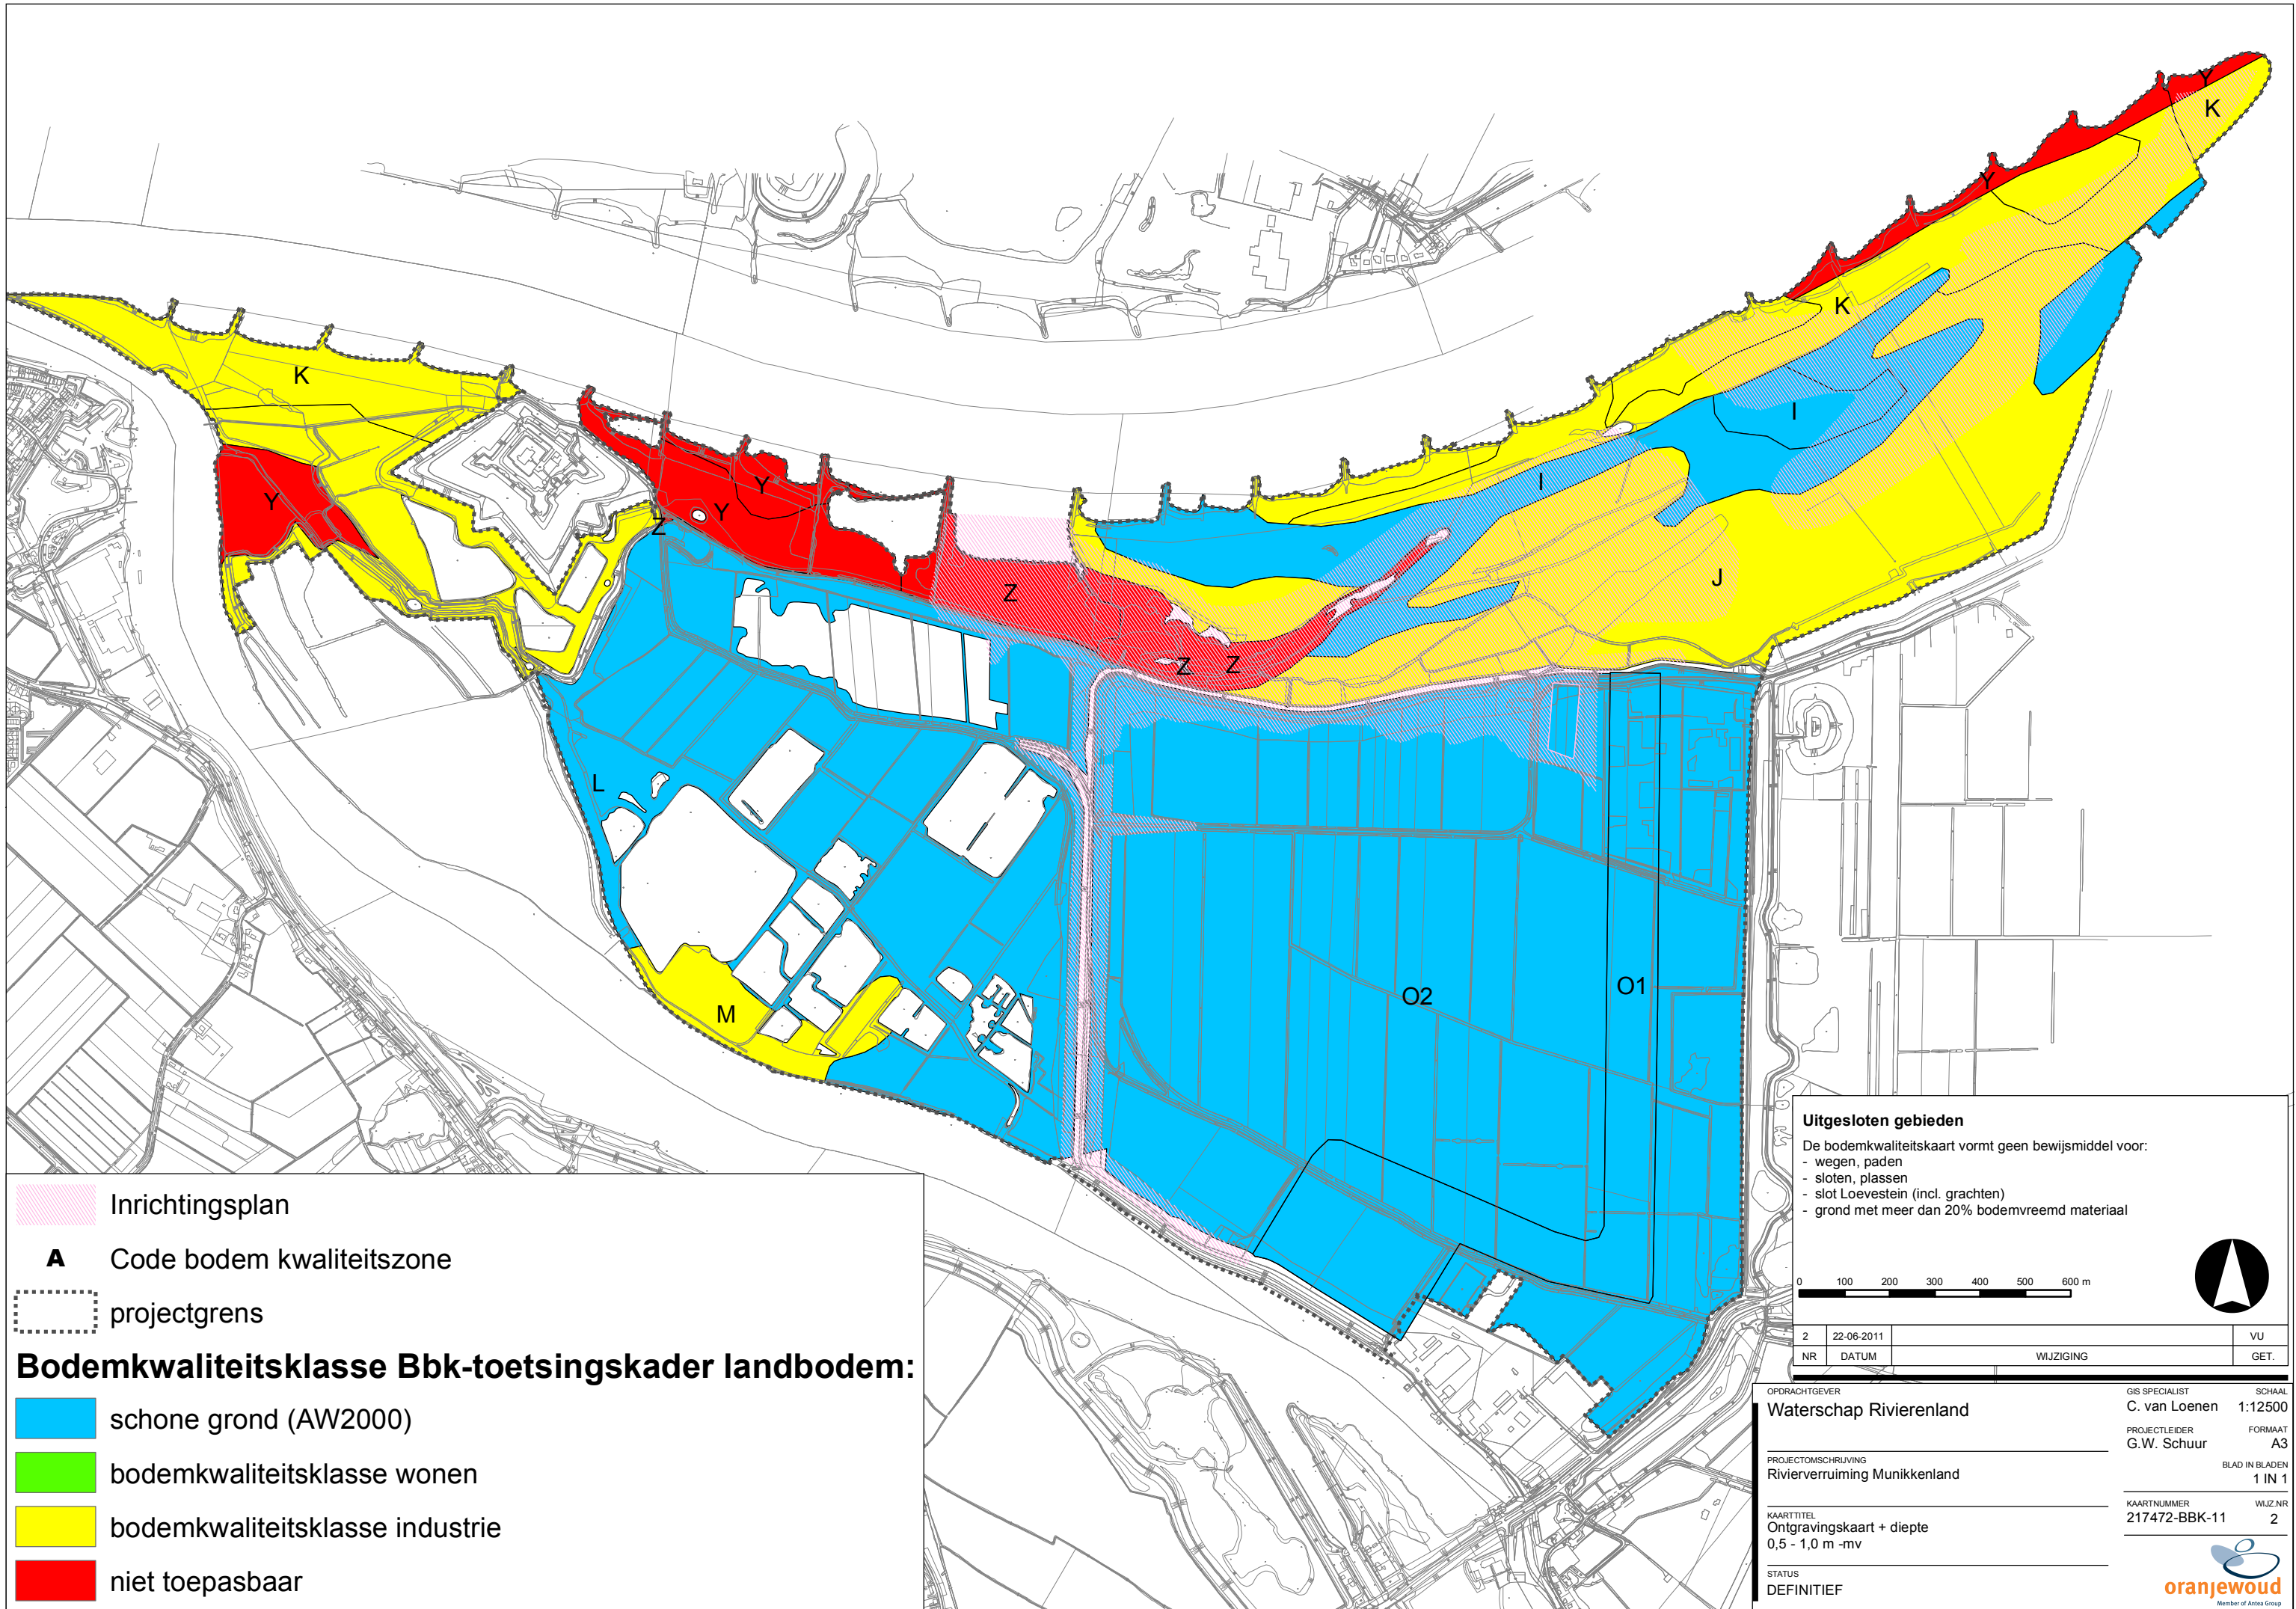 Y
K
Y
K
K
Y
Y
Y
Z
I
I
Z
J
Z
Z
L
O2
O1
M
Uitgesloten gebieden
De bodemkwaliteitskaart vormt geen bewijsmiddel voor:
- wegen, paden
- sloten, plassen
- slot Loevestein (incl. grachten)
- grond met meer dan 20% bodemvreemd materiaal
0 100 200 300 400 500 600 m
2 22-06-2011 VU
NR DATUM WIJZIGING GET.
Inrichtingsplan
A Code bodem kwaliteitszone
projectgrens
Bodemkwaliteitsklasse Bbk-toetsingskader landbodem:
schone grond (AW2000)
bodemkwaliteitsklasse wonen
bodemkwaliteitsklasse industrie
niet toepasbaar
OPDRACHTGEVER
Waterschap Rivierenland
GIS SPECIALIST SCHAAL
C. van Loenen 1:12500
PROJECTLEIDER FORMAAT
G.W. Schuur A3
PROJECTOMSCHRIJVING
Rivierverruiming Munikkenland
BLAD IN BLADEN
1 IN 1
KAARTNUMMER WIJZ.NR
217472-BBK-11 2
KAARTTITEL
Ontgravingskaart + diepte
0,5 - 1,0 m -mv
STATUS
DEFINITIEF
oranjewoud
Member of Antea Group